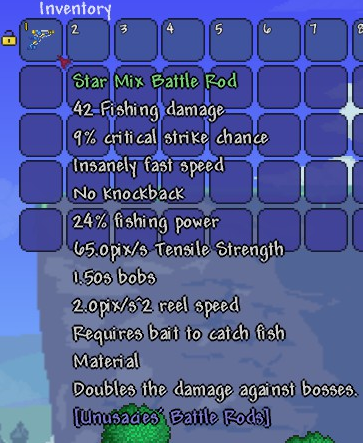 Inventory
1 2 3 4 5 6 7 8
Star Mix Battle Rod
42 Fishing damage
9% critical strike chance
Insanely fast speed
No knockback
24% fishing power
65.0pix/s Tensile Strength
1.50s bobs
2.0pix/s^2 reel speed
Requires bait to catch fish
Material
Doubles the damage against bosses.
[Unusacies' Battle Rods]